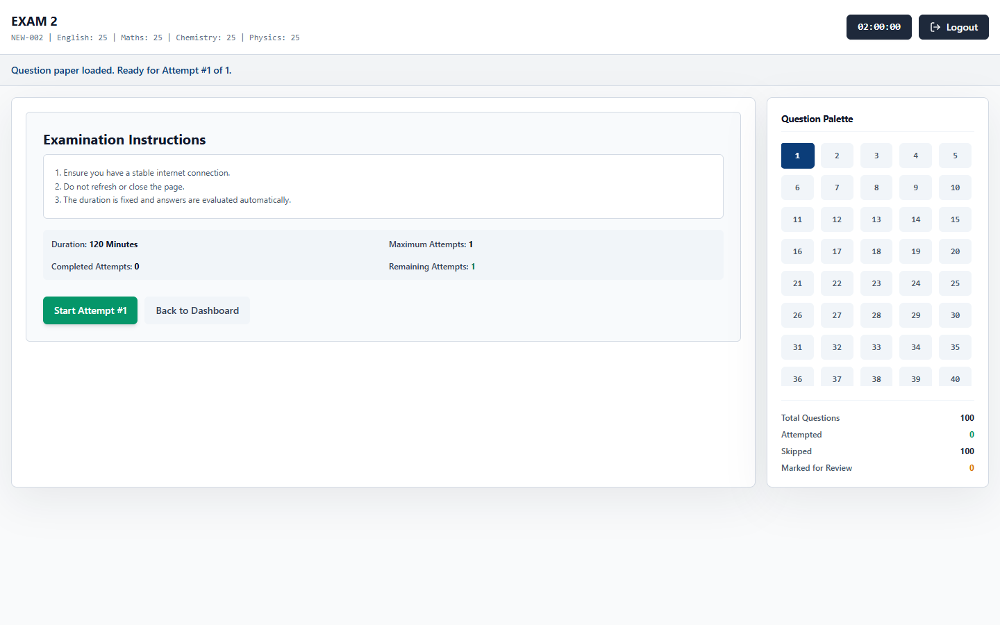 EXAM 2
NEW-002 | English: 25 | Maths: 25 | Chemistry: 25 | Physics: 25
02:00:00
Logout
Question paper loaded. Ready for Attempt #1 of 1.
Examination Instructions
1. Ensure you have a stable internet connection.
2. Do not refresh or close the page.
3. The duration is fixed and answers are evaluated automatically.
Duration: 120 Minutes
Maximum Attempts: 1
Completed Attempts: 0
Remaining Attempts: 1
Start Attempt #1
Back to Dashboard
Question Palette
1 2 3 4 5
6 7 8 9 10
11 12 13 14 15
16 17 18 19 20
21 22 23 24 25
26 27 28 29 30
31 32 33 34 35
36 37 38 39 40
Total Questions 100
Attempted 0
Skipped 100
Marked for Review 0